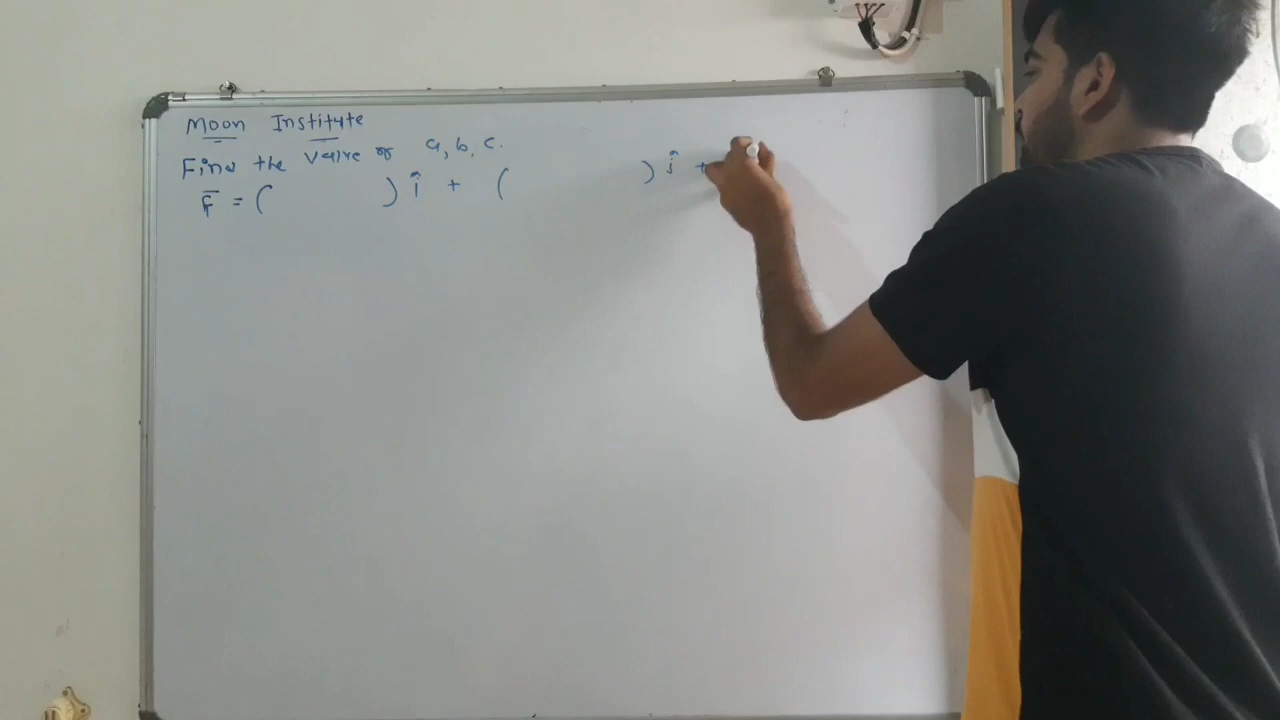 Moon Institute
Find the Value of a, b, c.
F̄ = (          ) î + (          ) ĵ +